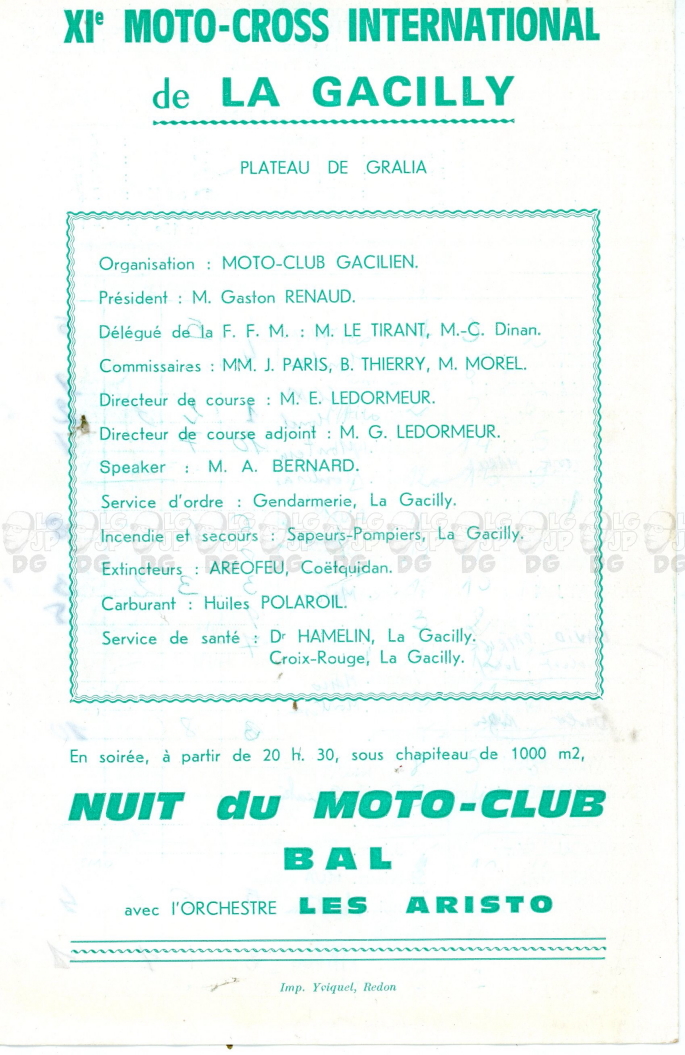 XIe MOTO-CROSS INTERNATIONAL
de LA GACILLY
PLATEAU DE GRALIA
Organisation : MOTO-CLUB GACILIEN.
Président : M. Gaston RENAUD.
Délégué de la F. F. M. : M. LE TIRANT, M.-C. Dinan.
Commissaires : MM. J. PARIS, B. THIERRY, M. MOREL.
Directeur de course : M. E. LEDORMEUR.
Directeur de course adjoint : M. G. LEDORMEUR.
Speaker : M. A. BERNARD.
Service d'ordre : Gendarmerie, La Gacilly.
Incendie et secours : Sapeurs-Pompiers, La Gacilly.
Extincteurs : AREOFEU, Coëtquidan.
Carburant : Huiles POLAROIL.
Service de santé : Dr HAMELIN, La Gacilly.
Croix-Rouge, La Gacilly.
En soirée, à partir de 20 h. 30, sous chapiteau de 1000 m2,
NUIT du MOTO-CLUB
BAL
avec l'ORCHESTRE LES ARISTO
Imp. Yviquel, Redon